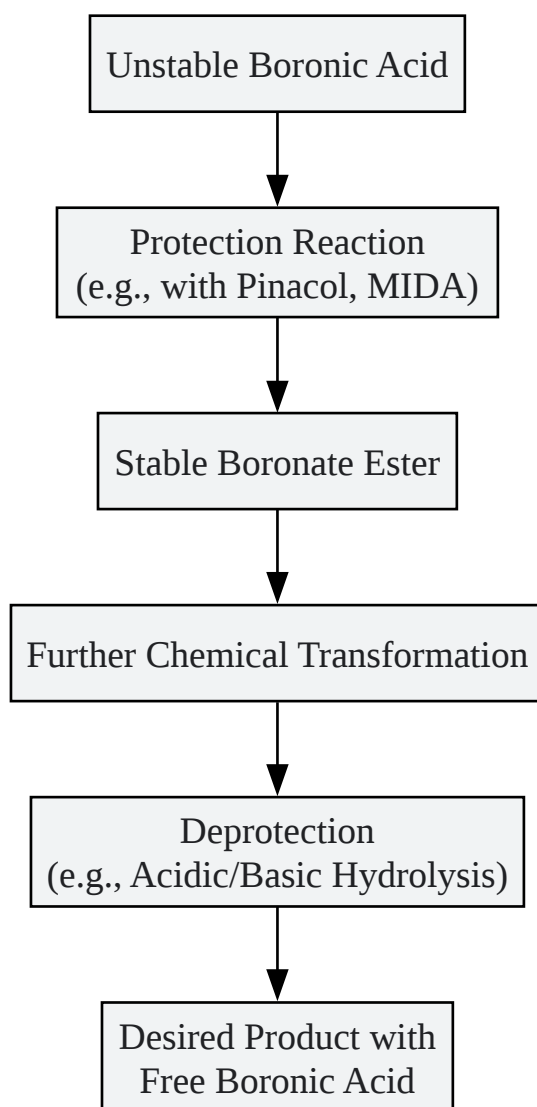 Unstable Boronic Acid
Protection Reaction
(e.g., with Pinacol, MIDA)
Stable Boronate Ester
Further Chemical Transformation
Deprotection
(e.g., Acidic/Basic Hydrolysis)
Desired Product with
Free Boronic Acid